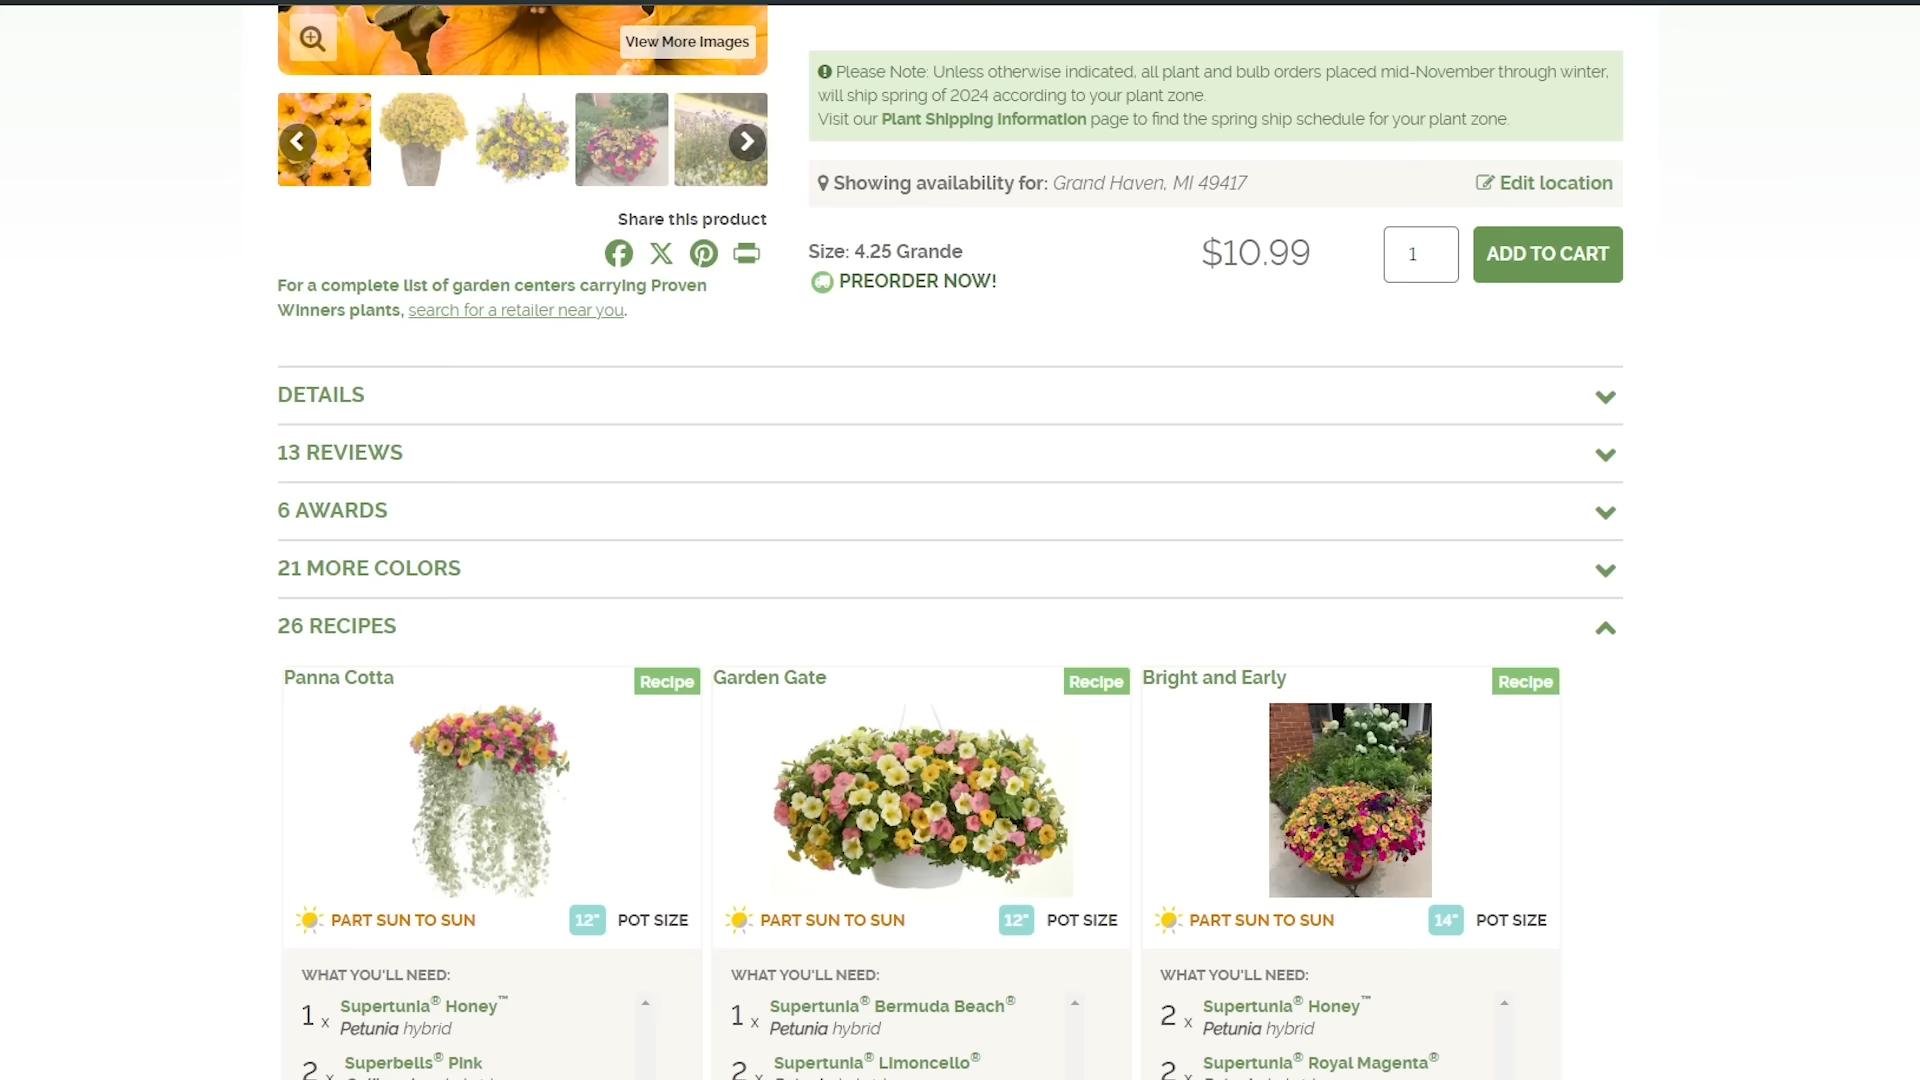 View More Images
Please Note: Unless otherwise indicated, all plant and bulb orders placed mid-November through winter,
will ship spring of 2024 according to your plant zone.
Visit our Plant Shipping Information page to find the spring ship schedule for your plant zone.
Showing availability for: Grand Haven, MI 49417
Edit location
Share this product
For a complete list of garden centers carrying Proven
Winners plants, search for a retailer near you.
Size: 4.25 Grande
PREORDER NOW!
$10.99
1
ADD TO CART
DETAILS
13 REVIEWS
6 AWARDS
21 MORE COLORS
26 RECIPES
Panna Cotta
Recipe
PART SUN TO SUN
12"
POT SIZE
WHAT YOU'LL NEED:
1 x Supertunia® Honey™
Petunia hybrid
2 x Superbells® Pink
Garden Gate
Recipe
PART SUN TO SUN
12"
POT SIZE
WHAT YOU'LL NEED:
1 x Supertunia® Bermuda Beach®
Petunia hybrid
2 x Supertunia® Limoncello®
Bright and Early
Recipe
PART SUN TO SUN
14"
POT SIZE
WHAT YOU'LL NEED:
2 x Supertunia® Honey™
Petunia hybrid
2 x Supertunia® Royal Magenta®